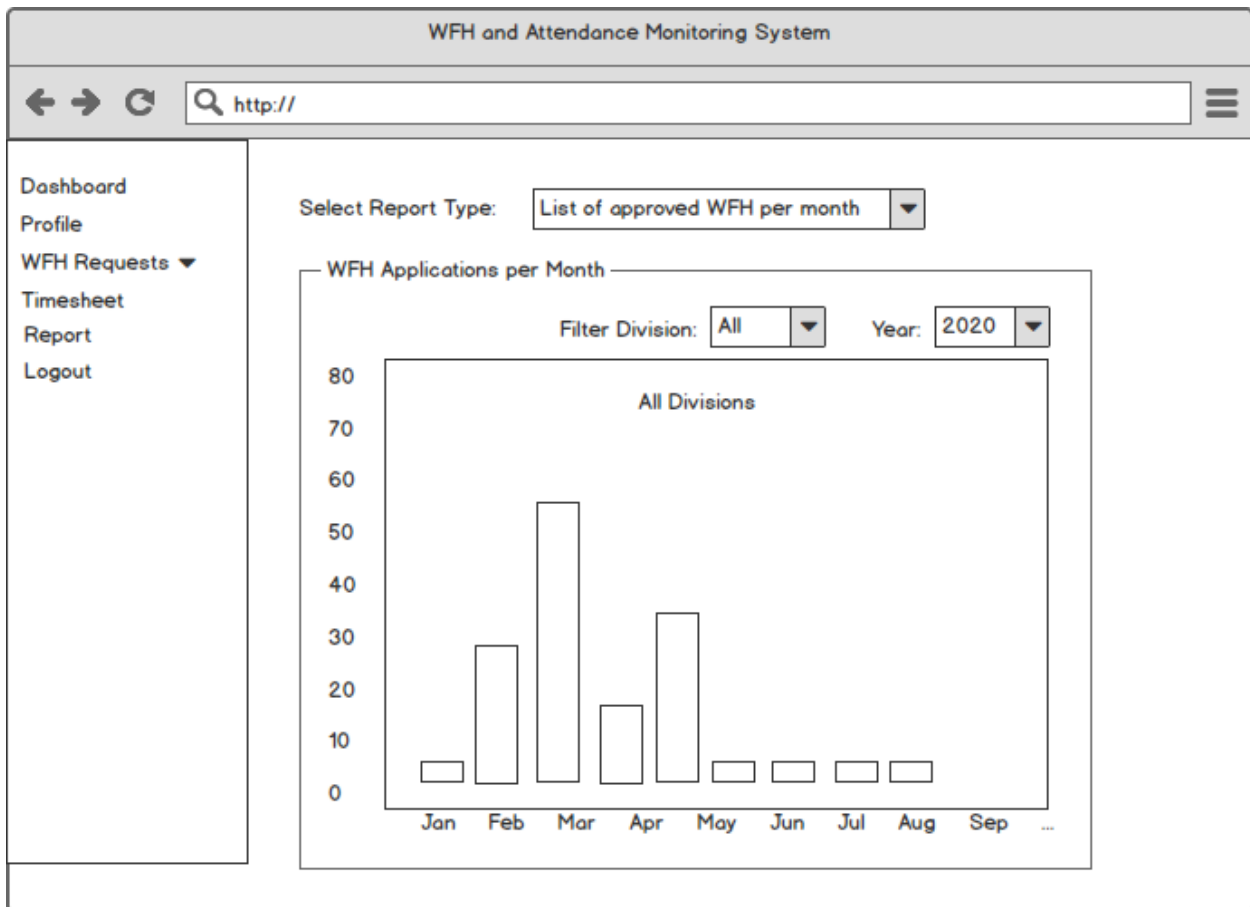 WFH and Attendance Monitoring System
http://
Dashboard
Profile
WFH Requests
Timesheet
Report
Logout
Select Report Type: List of approved WFH per month
WFH Applications per Month
Filter Division: All Year: 2020
All Divisions
80
70
60
50
40
30
20
10
0
Jan Feb Mar Apr May Jun Jul Aug Sep ...